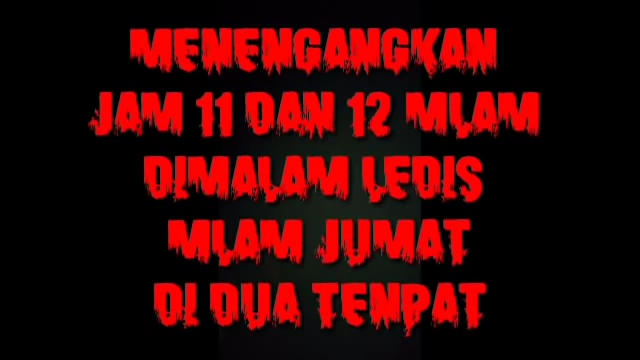 MENENGANGKAN
JAM 11 DAN 12 MLAM
DIMALAM LEDIS
MLAM JUMAT
DI DUA TENPAT